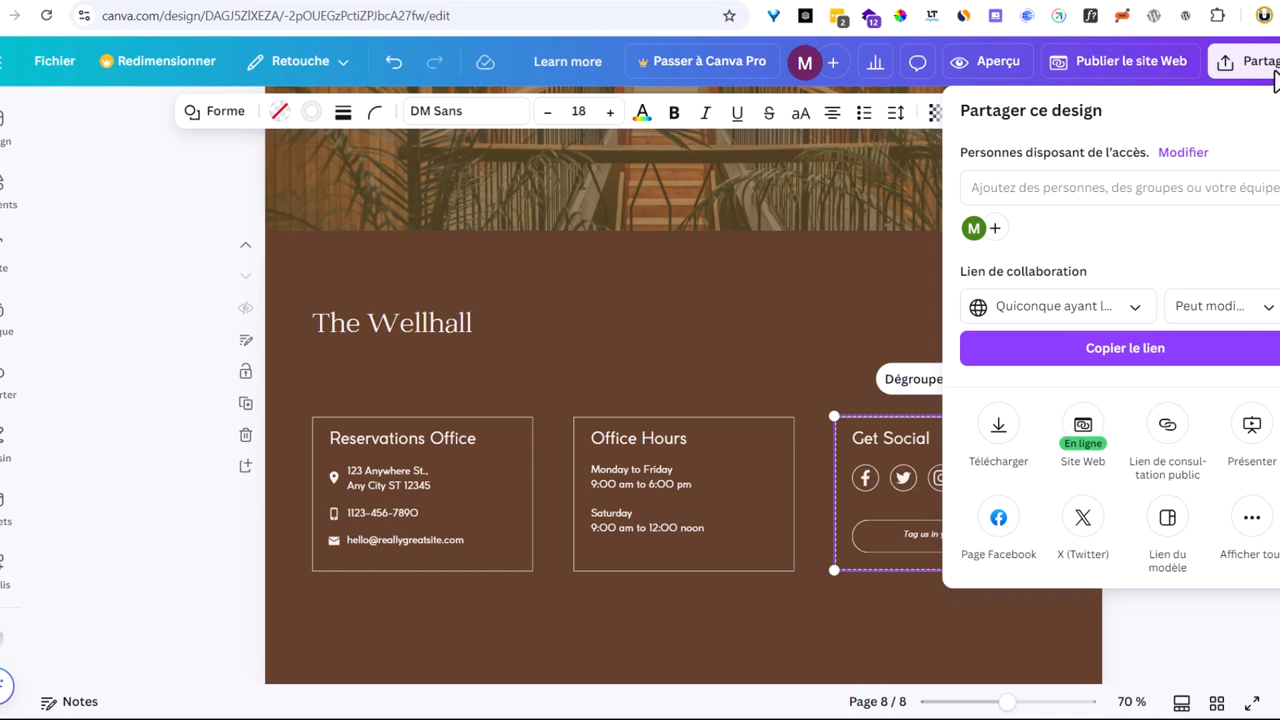 canva.com/design/DAGJ5ZlXEZA/-2pOUEGzPctiZPJbcA27fw/edit
2
12
Fichier
Redimensionner
Retouche
Learn more
Passer à Canva Pro
M
Aperçu
Publier le site Web
Partag
Forme
DM Sans
18
aA
Partager ce design
Personnes disposant de l'accès. Modifier
Ajoutez des personnes, des groupes ou votre équipe
M
Lien de collaboration
Quiconque ayant l...
Peut modi...
Copier le lien
Télécharger
En ligne
Site Web
Lien de consul-
tation public
Présenter
Page Facebook
X (Twitter)
Lien du
modèle
Afficher tou
The Wellhall
Dégroupe
Reservations Office
123 Anywhere St.,
Any City ST 12345
1123-456-7890
hello@reallygreatsite.com
Office Hours
Monday to Friday
9:00 am to 6:00 pm
Saturday
9:00 am to 12:00 noon
Get Social
Tag us in
Notes
Page 8 / 8
70 %